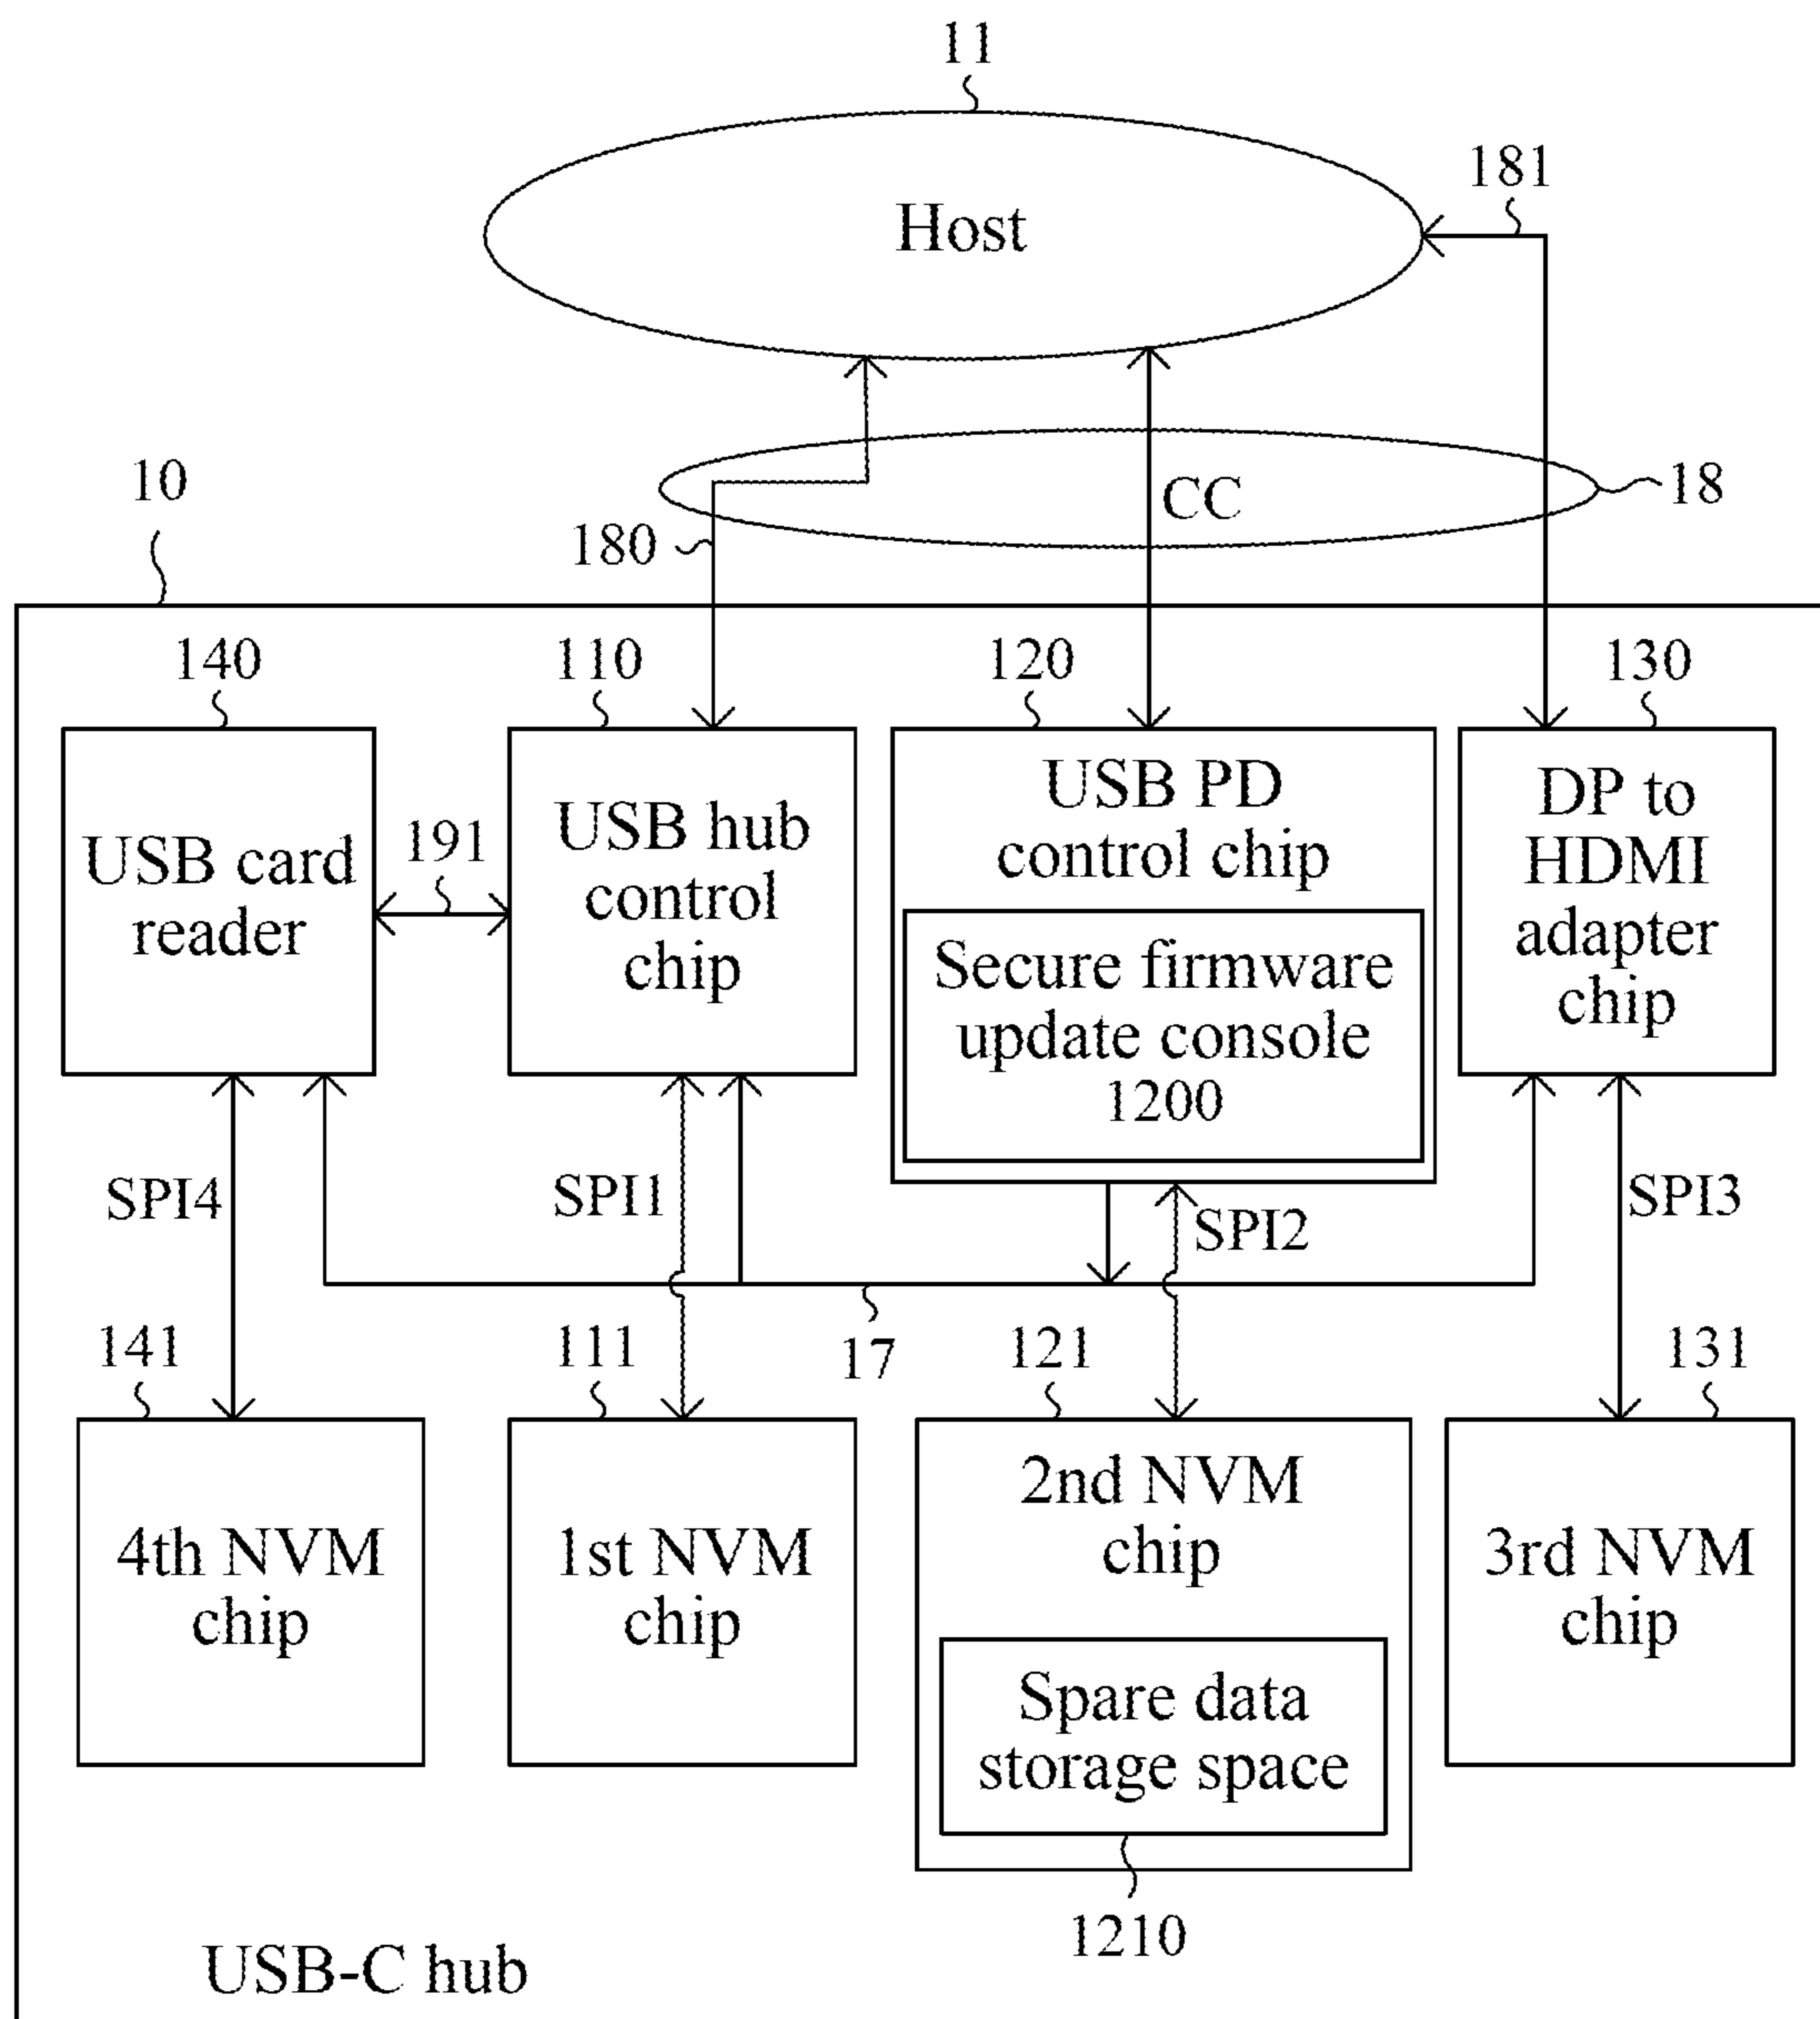 11
Host
181
10
180
CC
18
140
110
120
130
USB card
reader
191
USB hub
control
chip
USB PD
control chip
Secure firmware
update console
1200
DP to
HDMI
adapter
chip
SPI4
SPI1
SPI2
SPI3
17
141
111
121
131
4th NVM
chip
1st NVM
chip
2nd NVM
chip
Spare data
storage space
3rd NVM
chip
1210
USB-C hub